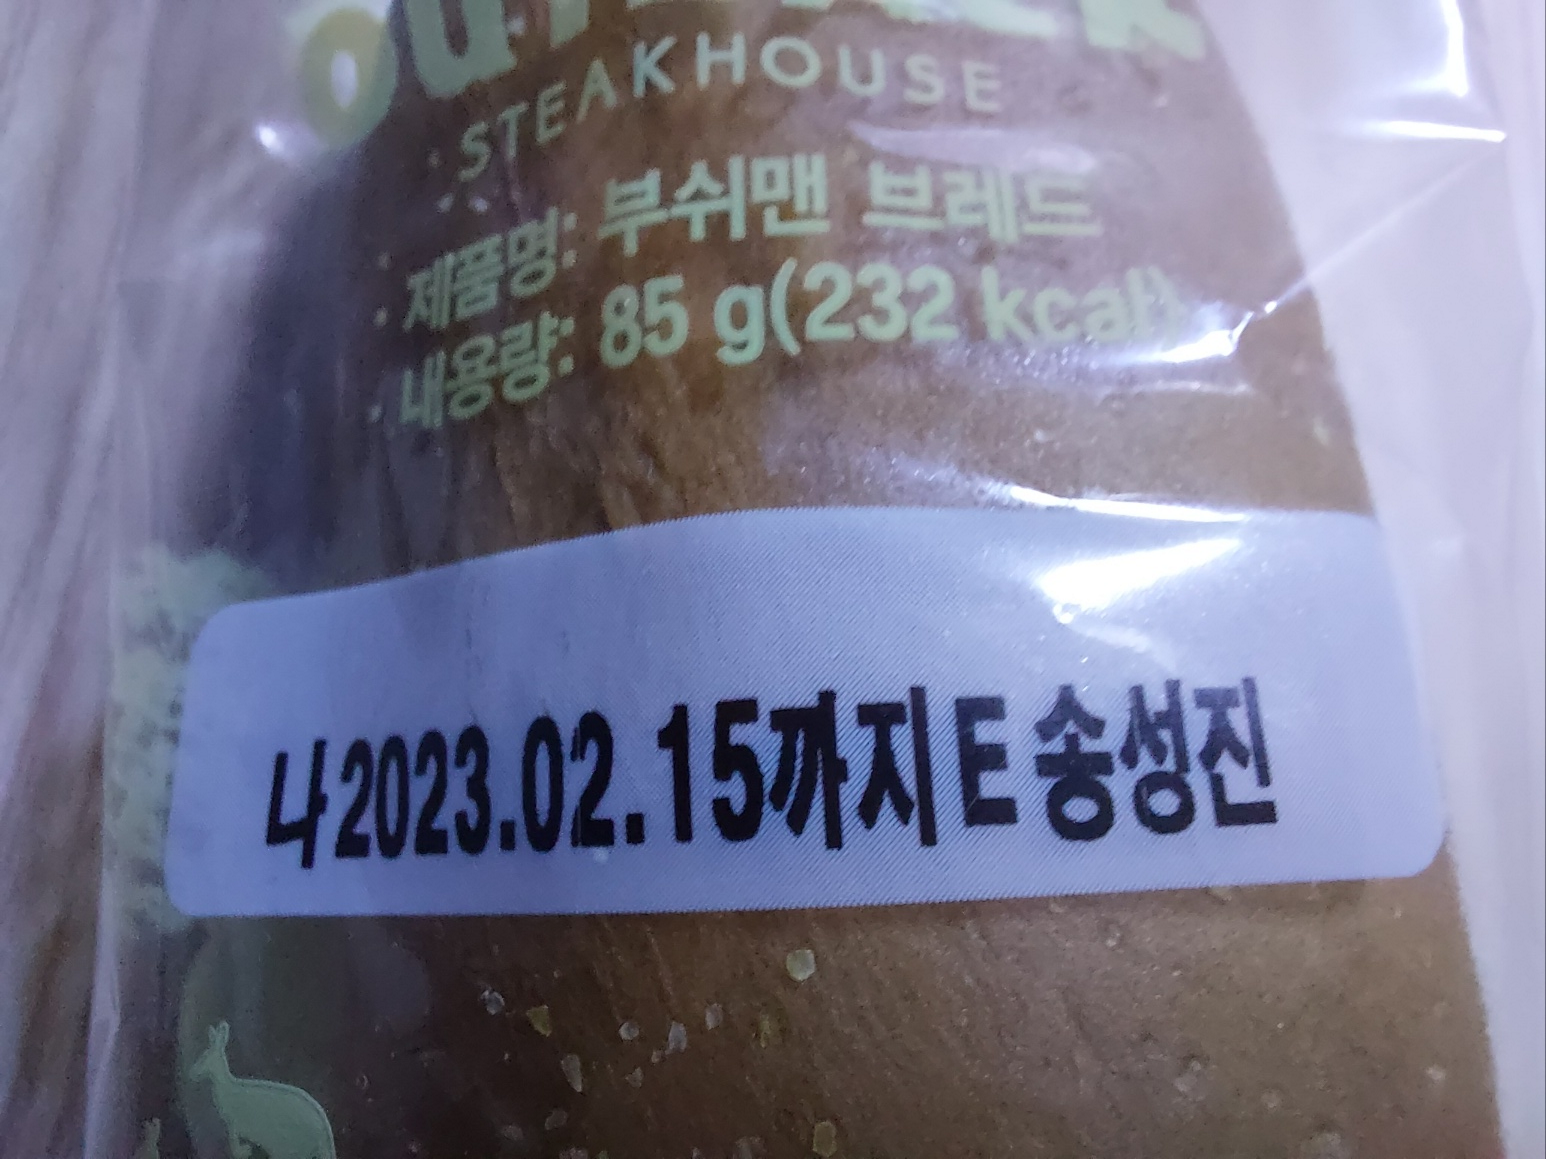 OUTBACK
STEAKHOUSE
· 제품명: 부쉬맨 브레드
· 내용량: 85 g(232 kcal)
나2023.02.15까지E송성진